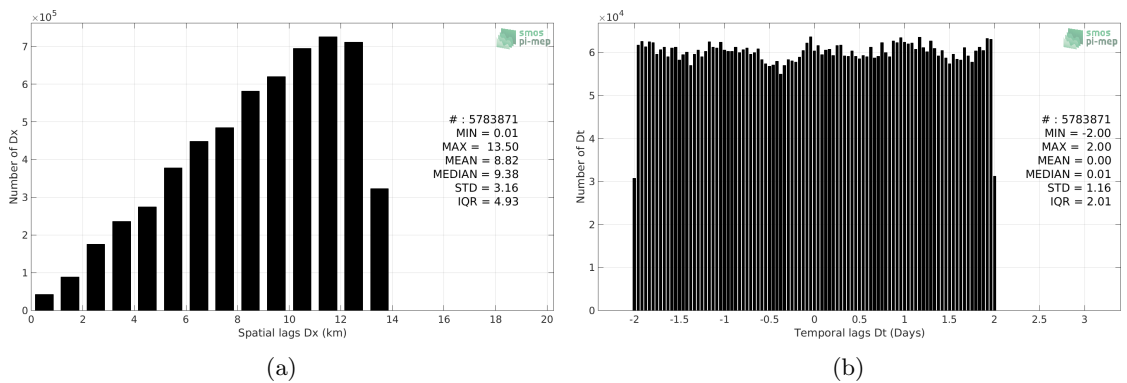 ×10⁵
7
6
5
4
3
2
1
0
Number of Dx
smos
pi-mep
# : 5783871
MIN = 0.01
MAX = 13.50
MEAN = 8.82
MEDIAN = 9.38
STD = 3.16
IQR = 4.93
0 2 4 6 8 10 12 14 16 18 20
Spatial lags Dx (km)
(a)
×10⁴
6
5
4
3
2
1
0
Number of Dt
smos
pi-mep
# : 5783871
MIN = -2.00
MAX = 2.00
MEAN = 0.00
MEDIAN = 0.01
STD = 1.16
IQR = 2.01
-2 -1.5 -1 -0.5 0 0.5 1 1.5 2 2.5 3
Temporal lags Dt (Days)
(b)